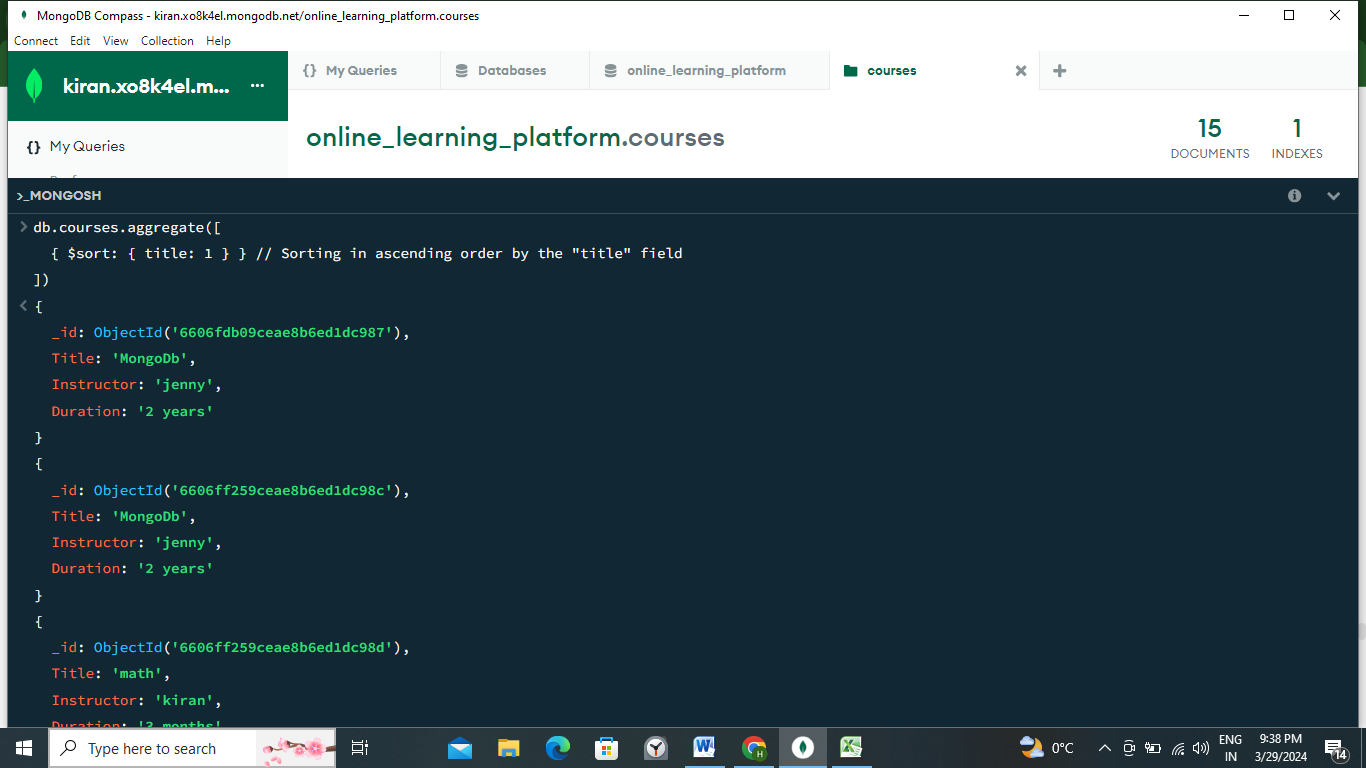 MongoDB Compass - kiran.xo8k4el.mongodb.net/online_learning_platform.courses
Connect Edit View Collection Help
kiran.xo8k4el.m... ...
{} My Queries
Databases
online_learning_platform
courses
{} My Queries
online_learning_platform.courses
15
DOCUMENTS
1
INDEXES
>_MONGOSH
> db.courses.aggregate([
{ $sort: { title: 1 } } // Sorting in ascending order by the "title" field
])
< {
_id: ObjectId('6606fdb09ceae8b6ed1dc987'),
Title: 'MongoDb',
Instructor: 'jenny',
Duration: '2 years'
}
{
_id: ObjectId('6606ff259ceae8b6ed1dc98c'),
Title: 'MongoDb',
Instructor: 'jenny',
Duration: '2 years'
}
{
_id: ObjectId('6606ff259ceae8b6ed1dc98d'),
Title: 'math',
Instructor: 'kiran',
Duration: '3 months'
Type here to search
0°C
ENG
IN
9:38 PM
3/29/2024
14